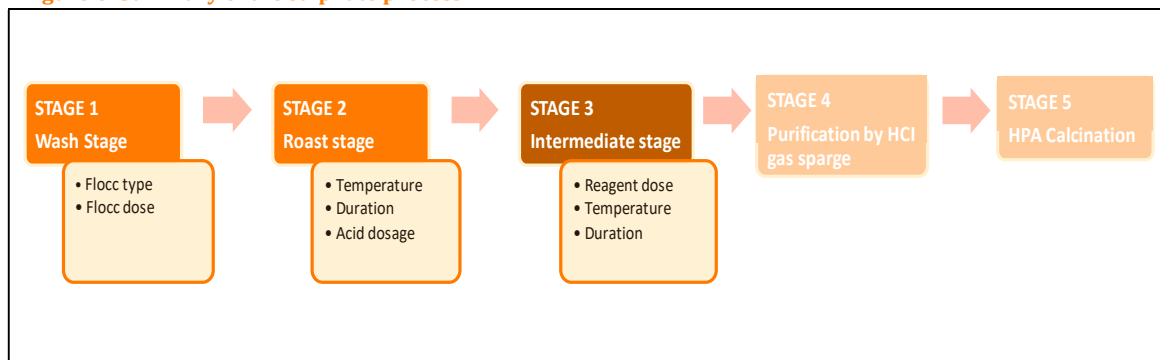 STAGE 1
Wash Stage
• Flocc type
• Flocc dose
STAGE 2
Roast stage
• Temperature
• Duration
• Acid dosage
STAGE 3
Intermediate stage
• Reagent dose
• Temperature
• Duration
STAGE 4
Purification by HCl
gas sparge
STAGE 5
HPA Calcination